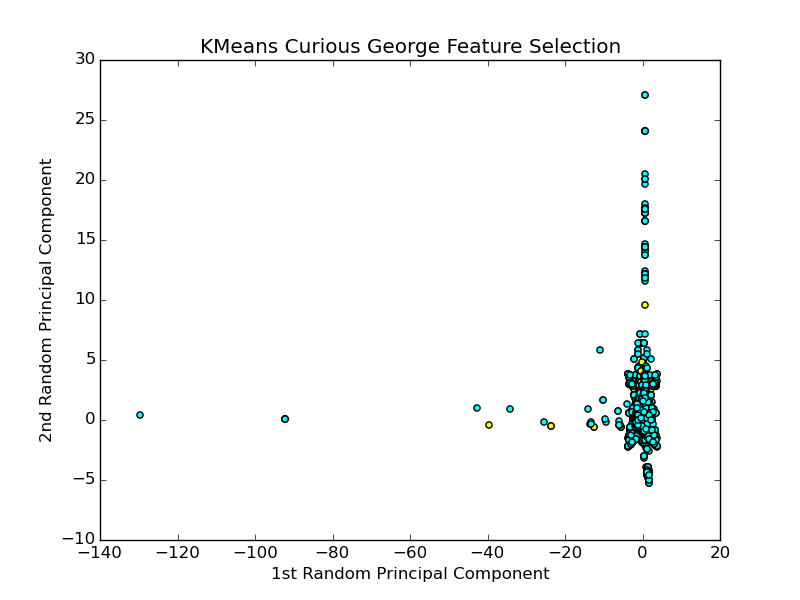 KMeans Curious George Feature Selection
30
25
20
15
10
5
0
−5
−10
2nd Random Principal Component
−140 −120 −100 −80 −60 −40 −20 0 20
1st Random Principal Component